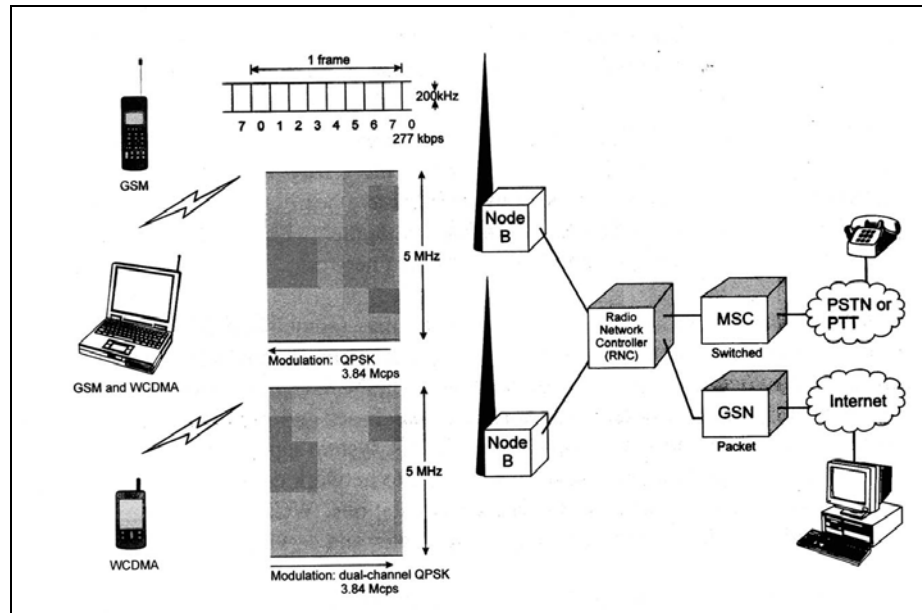 1 frame
200kHz
7 0 1 2 3 4 5 6 7 0
277 kbps
GSM
5 MHz
Modulation: QPSK
3.84 Mcps
GSM and WCDMA
5 MHz
Modulation: dual-channel QPSK
3.84 Mcps
WCDMA
Node
B
Node
B
Radio
Network
Controller
(RNC)
MSC
Switched
PSTN or
PTT
GSN
Packet
Internet